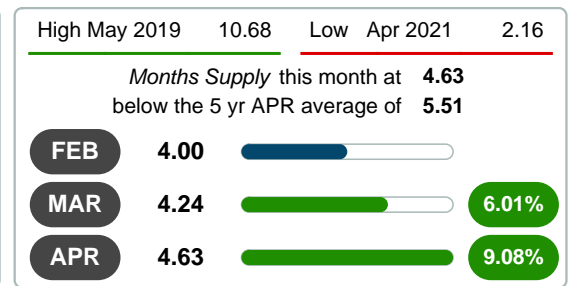 High May 2019 10.68 Low Apr 2021 2.16
Months Supply this month at 4.63
below the 5 yr APR average of 5.51
FEB 4.00
MAR 4.24 6.01%
APR 4.63 9.08%